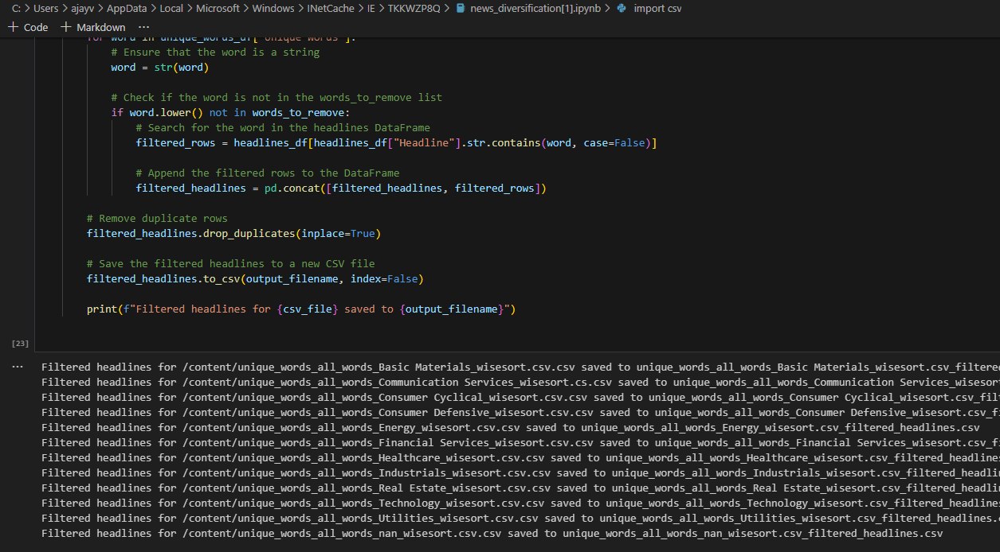 C: > Users > ajayv > AppData > Local > Microsoft > Windows > INetCache > IE > TKKWZP8Q > news_diversification[1].ipynb > import csv
+ Code + Markdown ...
for word in unique_words_df["Unique Words"]:
# Ensure that the word is a string
word = str(word)
# Check if the word is not in the words_to_remove list
if word.lower() not in words_to_remove:
# Search for the word in the headlines DataFrame
filtered_rows = headlines_df[headlines_df["Headline"].str.contains(word, case=False)]
# Append the filtered rows to the DataFrame
filtered_headlines = pd.concat([filtered_headlines, filtered_rows])
# Remove duplicate rows
filtered_headlines.drop_duplicates(inplace=True)
# Save the filtered headlines to a new CSV file
filtered_headlines.to_csv(output_filename, index=False)
print(f"Filtered headlines for {csv_file} saved to {output_filename}")
[23]
...
Filtered headlines for /content/unique_words_all_words_Basic Materials_wisesort.csv.csv saved to unique_words_all_words_Basic Materials_wisesort.csv_filtere
Filtered headlines for /content/unique_words_all_words_Communication Services_wisesort.cs.csv saved to unique_words_all_words_Communication Services_wisesor
Filtered headlines for /content/unique_words_all_words_Consumer Cyclical_wisesort.csv.csv saved to unique_words_all_words_Consumer Cyclical_wisesort.csv_fil
Filtered headlines for /content/unique_words_all_words_Consumer Defensive_wisesort.csv.csv saved to unique_words_all_words_Consumer Defensive_wisesort.csv_f
Filtered headlines for /content/unique_words_all_words_Energy_wisesort.csv.csv saved to unique_words_all_words_Energy_wisesort.csv_filtered_headlines.csv
Filtered headlines for /content/unique_words_all_words_Financial Services_wisesort.csv.csv saved to unique_words_all_words_Financial Services_wisesort.csv_f
Filtered headlines for /content/unique_words_all_words_Healthcare_wisesort.csv.csv saved to unique_words_all_words_Healthcare_wisesort.csv_filtered_headlines
Filtered headlines for /content/unique_words_all_words_Industrials_wisesort.csv.csv saved to unique_words_all_words_Industrials_wisesort.csv_filtered_headli
Filtered headlines for /content/unique_words_all_words_Real Estate_wisesort.csv.csv saved to unique_words_all_words_Real Estate_wisesort.csv_filtered_headli
Filtered headlines for /content/unique_words_all_words_Technology_wisesort.csv.csv saved to unique_words_all_words_Technology_wisesort.csv_filtered_headlines
Filtered headlines for /content/unique_words_all_words_Utilities_wisesort.csv.csv saved to unique_words_all_words_Utilities_wisesort.csv_filtered_headlines.
Filtered headlines for /content/unique_words_all_words_nan_wisesort.csv.csv saved to unique_words_all_words_nan_wisesort.csv_filtered_headlines.csv